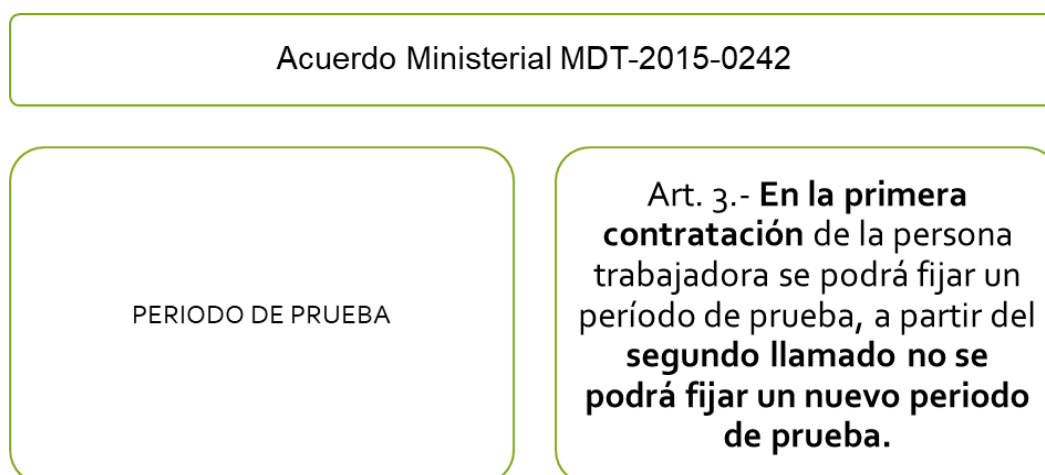 Acuerdo Ministerial MDT-2015-0242
PERIODO DE PRUEBA
Art. 3.- En la primera
contratación de la persona
trabajadora se podrá fijar un
período de prueba, a partir del
segundo llamado no se
podrá fijar un nuevo periodo
de prueba.